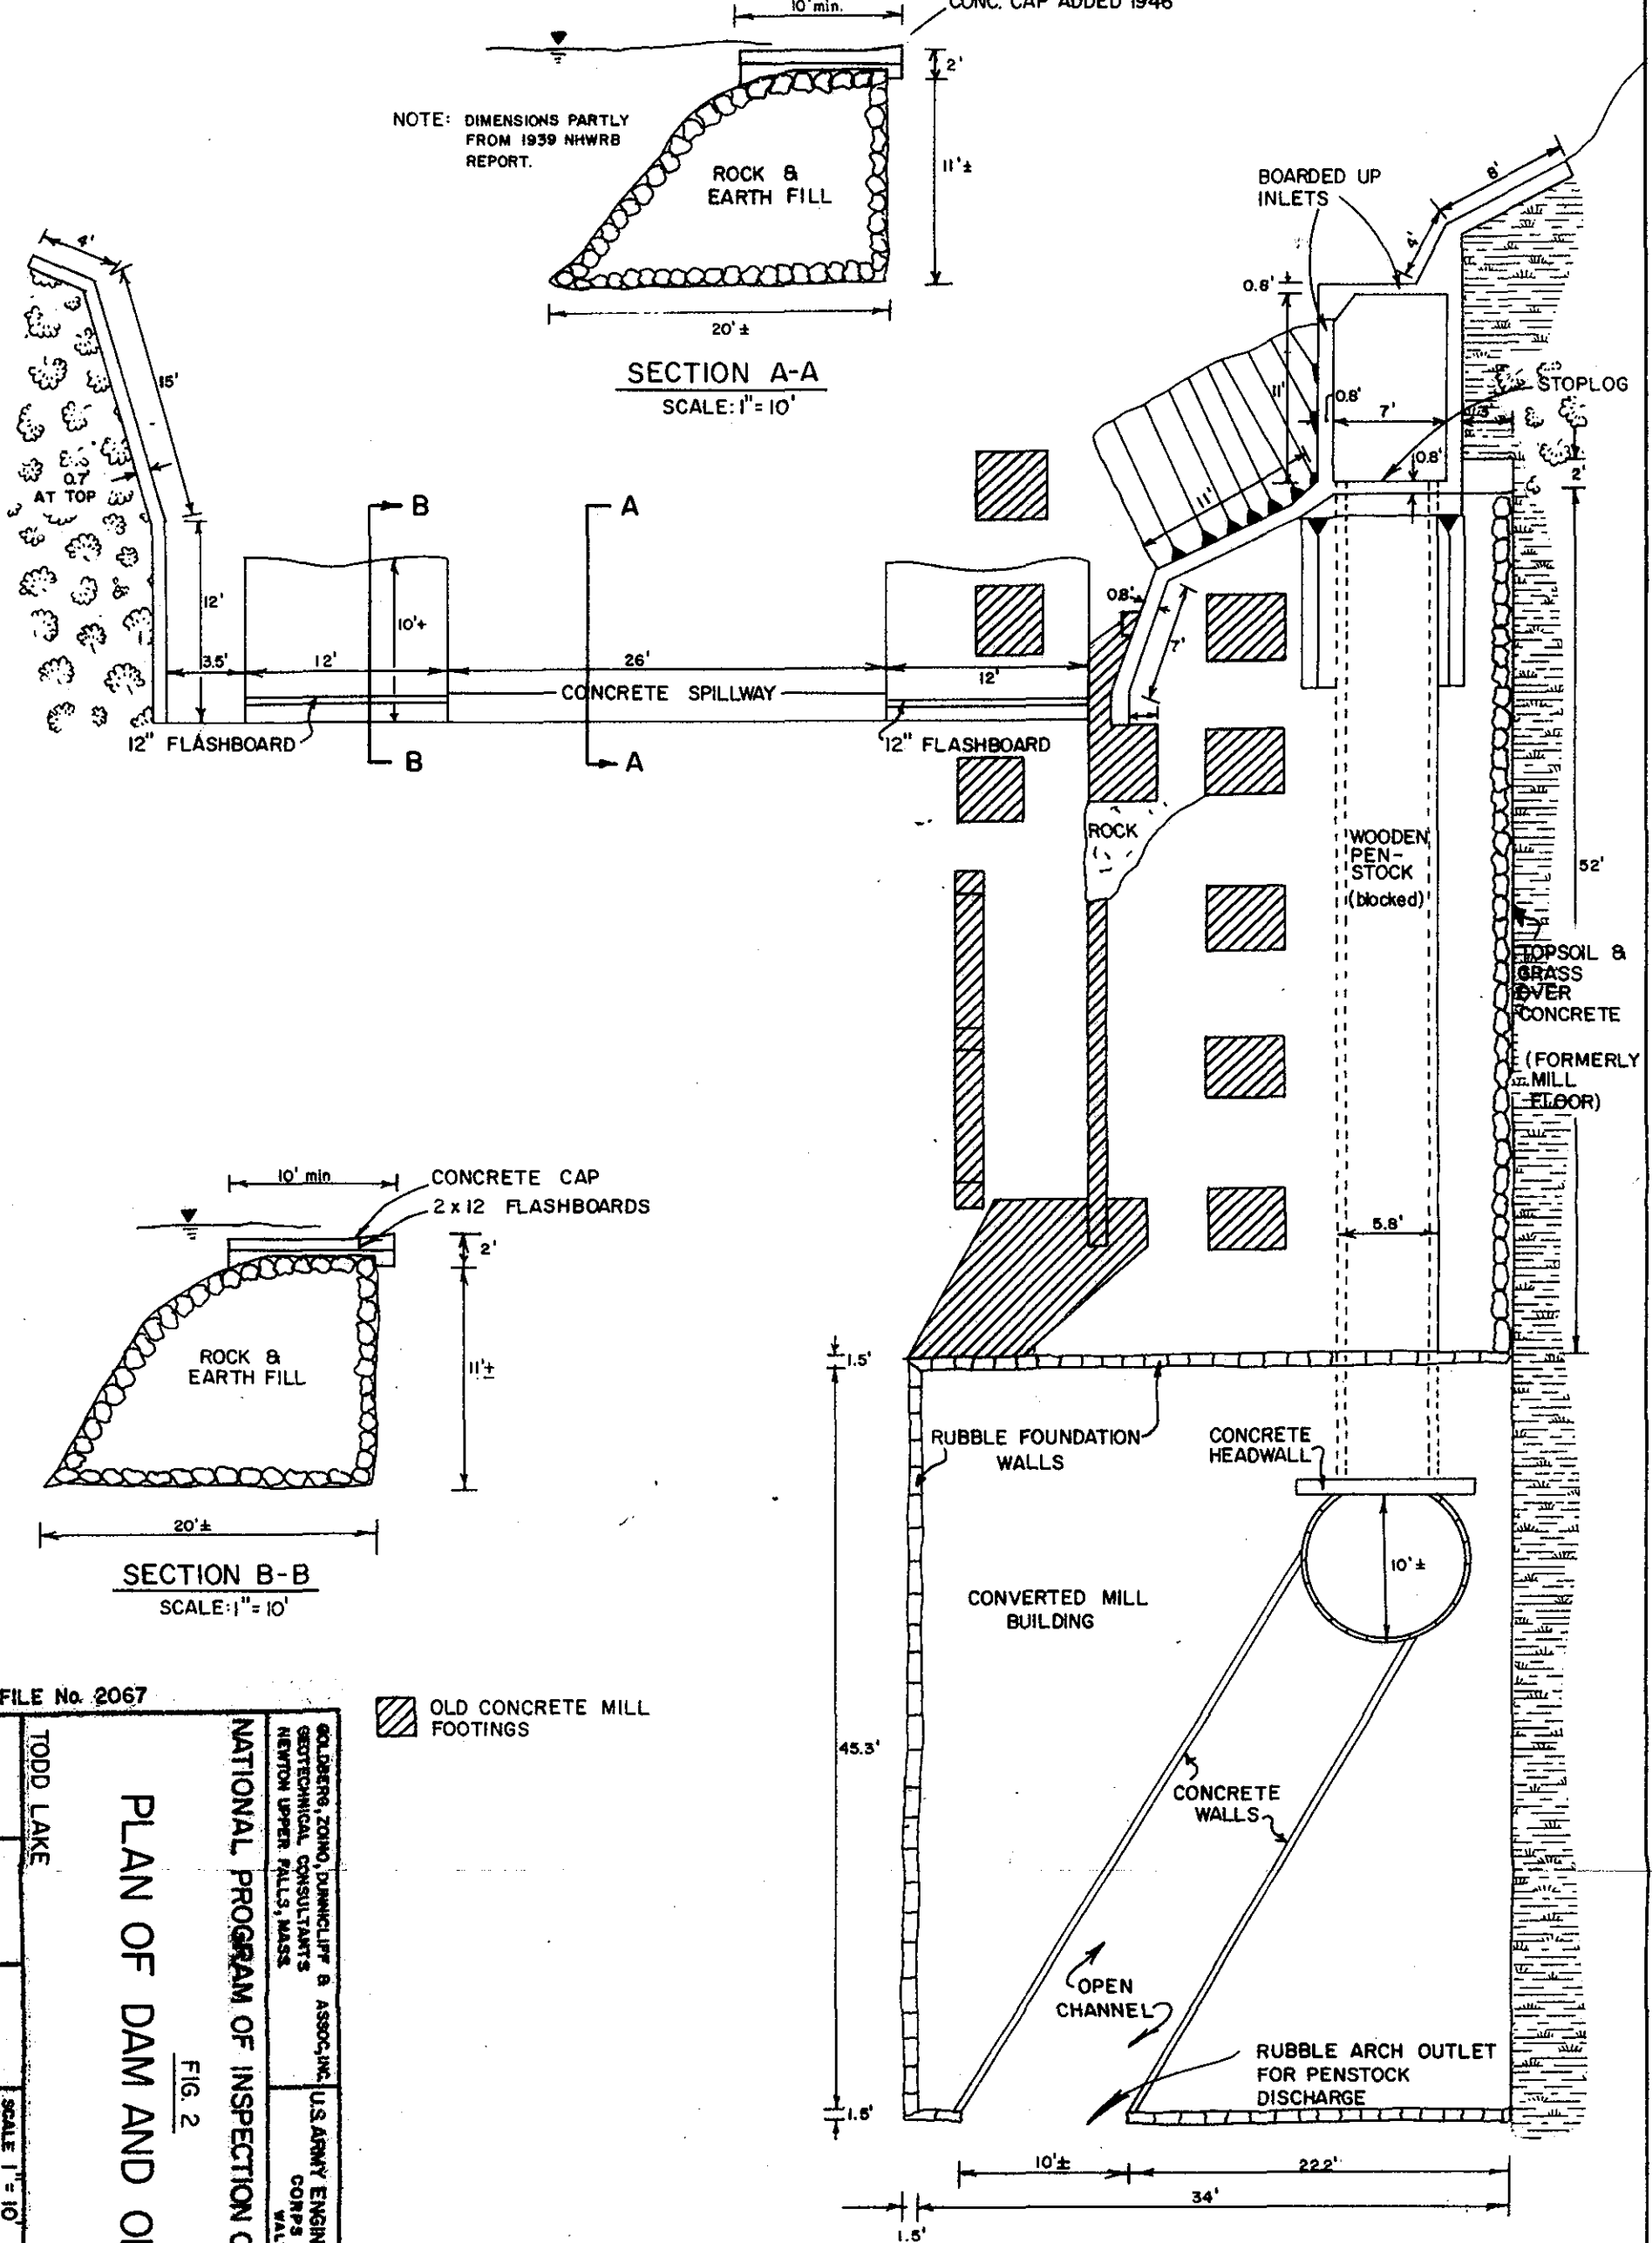 10' min.
CONC. CAP ADDED 1946
2'
NOTE: DIMENSIONS PARTLY
FROM 1939 NHWRB
REPORT.
ROCK &
EARTH FILL
11'±
20'±
SECTION A-A
SCALE: 1"=10'
BOARDED UP
INLETS
8'
4'
0.8'
11'
0.8'
7'
STOPLOG
0.8'
2'
11'
4'
15'
0.7'
AT TOP
12'
B
A
10'+
3.5'
12'
26'
12'
CONCRETE SPILLWAY
12" FLASHBOARD
12" FLASHBOARD
B
A
0.8'
7'
ROCK
WOODEN
PEN-
STOCK
(blocked)
52'
TOPSOIL &
GRASS
OVER
CONCRETE
(FORMERLY
MILL
FLOOR)
5.8'
10' min
CONCRETE CAP
2 x 12 FLASHBOARDS
2'
ROCK &
EARTH FILL
11'±
20'±
SECTION B-B
SCALE: 1"=10'
1.5'
RUBBLE FOUNDATION
WALLS
CONCRETE
HEADWALL
10'±
CONVERTED MILL
BUILDING
45.3'
CONCRETE
WALLS
OPEN
CHANNEL
RUBBLE ARCH OUTLET
FOR PENSTOCK
DISCHARGE
1.5'
10'±
22.2'
34'
1.5'
OLD CONCRETE MILL
FOOTINGS
FILE No. 2067
GOLDBERG, ZOINO, DUNNICLIFF & ASSOC., INC.
GEOTECHNICAL CONSULTANTS
NEWTON UPPER FALLS, MASS.
U.S. ARMY ENGIN
CORPS
WAL
NATIONAL PROGRAM OF INSPECTION O
PLAN OF DAM AND
FIG. 2
TODD LAKE
SCALE 1" = 10'